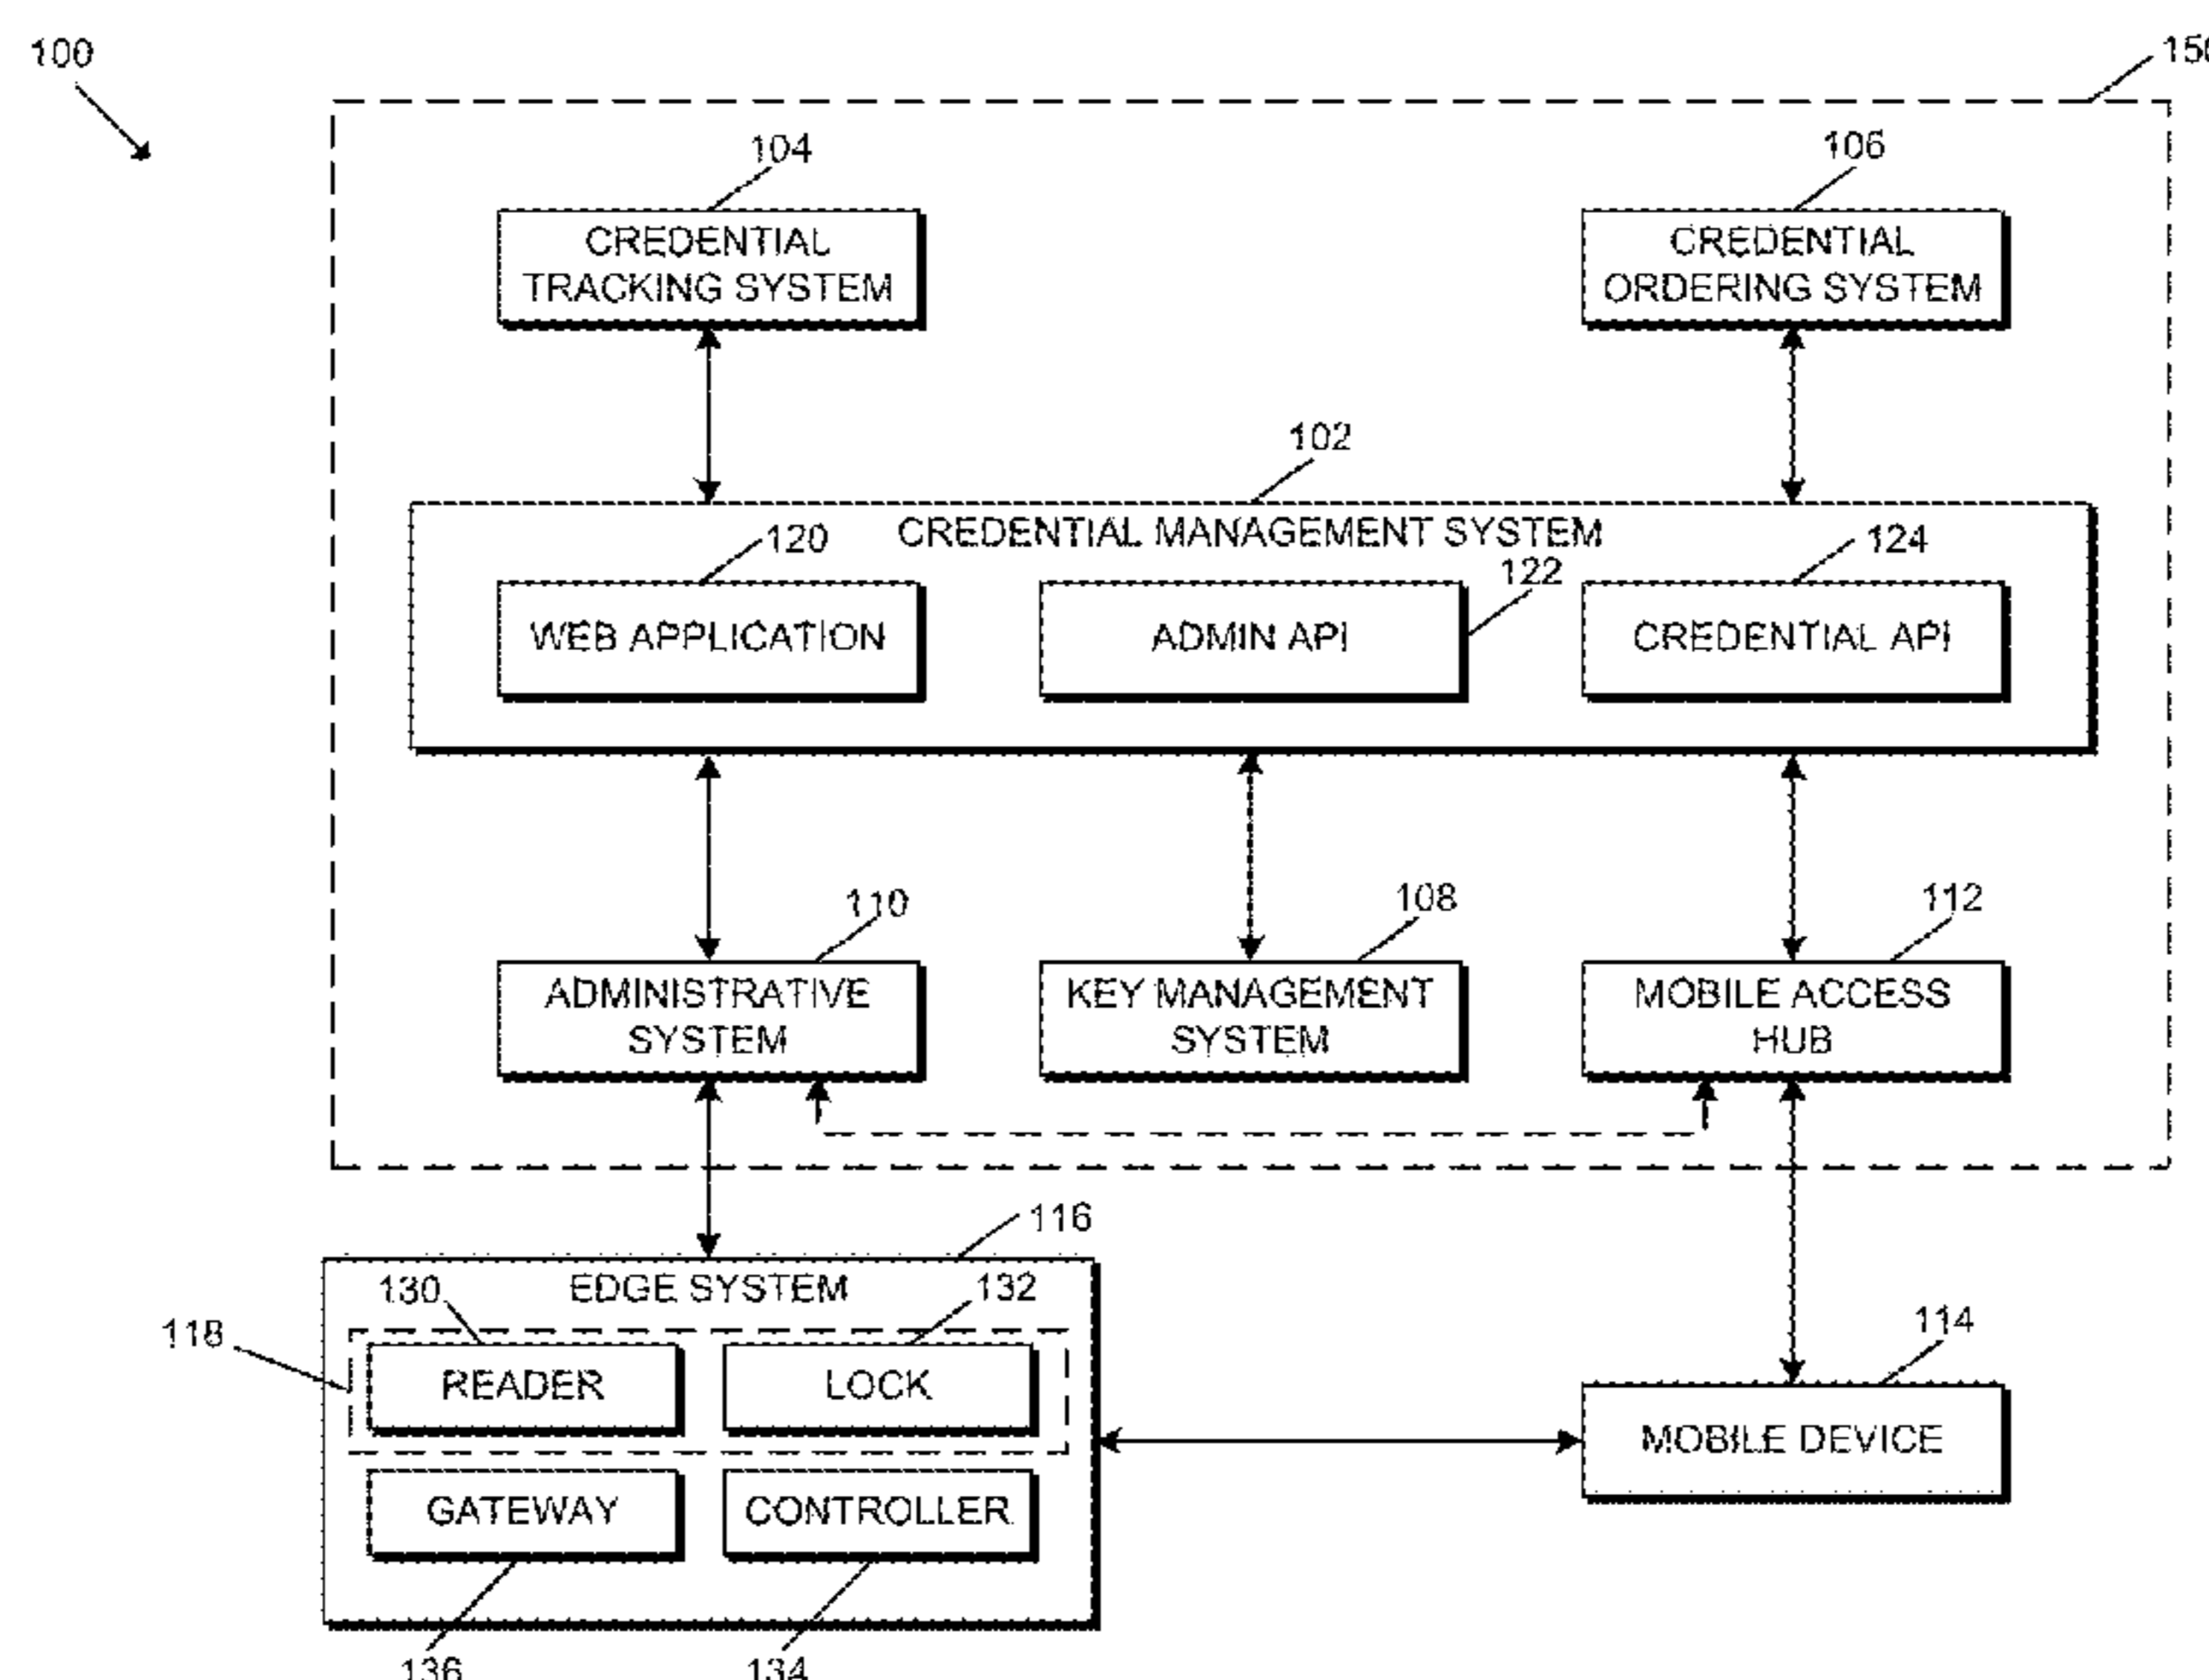 100
150
104
106
CREDENTIAL
TRACKING SYSTEM
CREDENTIAL
ORDERING SYSTEM
102
CREDENTIAL MANAGEMENT SYSTEM
120
122
124
WEB APPLICATION
ADMIN API
CREDENTIAL API
110
108
112
ADMINISTRATIVE
SYSTEM
KEY MANAGEMENT
SYSTEM
MOBILE ACCESS
HUB
116
EDGE SYSTEM
130
132
118
READER
LOCK
114
MOBILE DEVICE
GATEWAY
CONTROLLER
136
134